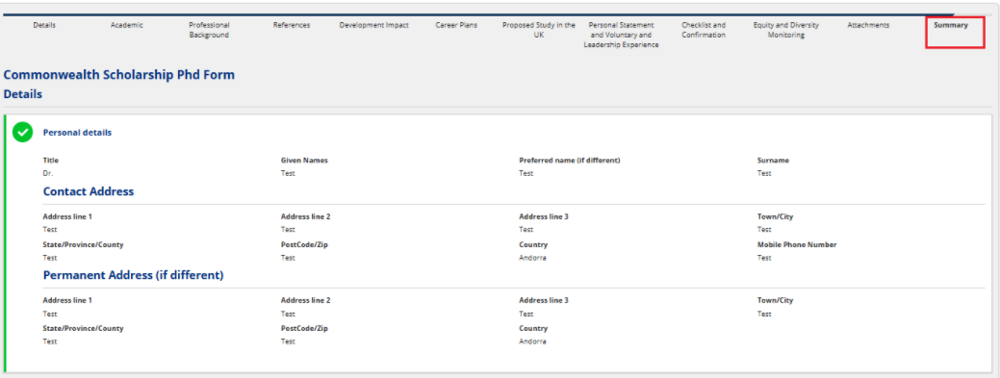 Details Academic Professional Background References Development Impact Career Plans Proposed Study in the UK Personal Statement and Voluntary and Leadership Experience Checklist and Confirmation Equity and Diversity Monitoring Attachments Summary
Commonwealth Scholarship Phd Form
Details
Personal details
Title Given Names Preferred name (if different) Surname
Dr. Test Test Test
Contact Address
Address line 1 Address line 2 Address line 3 Town/City
Test Test Test Test
State/Province/County PostCode/Zip Country Mobile Phone Number
Test Test Andorra Test
Permanent Address (if different)
Address line 1 Address line 2 Address line 3 Town/City
Test Test Test Test
State/Province/County PostCode/Zip Country
Test Test Andorra